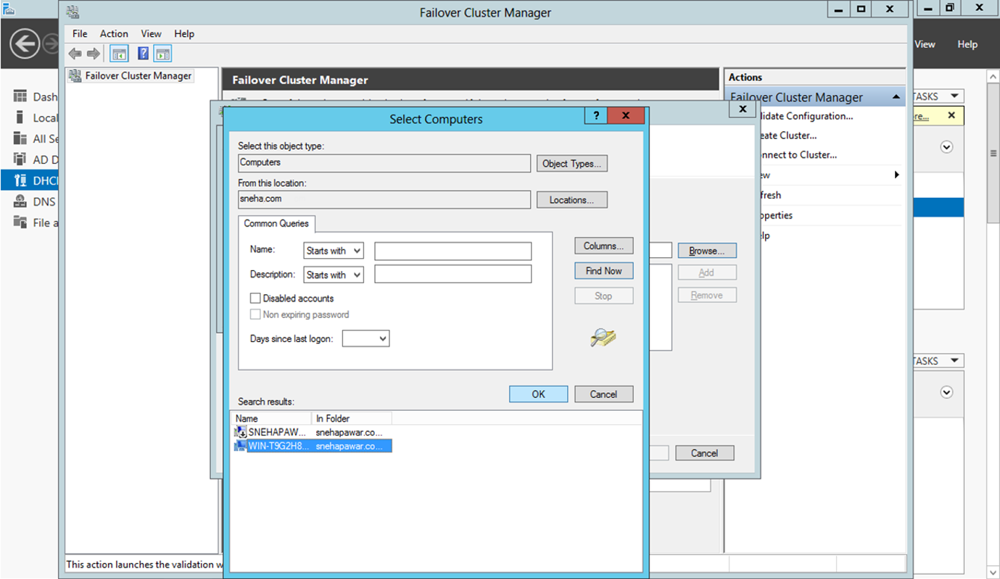 Failover Cluster Manager
File Action View Help
View Help
Failover Cluster Manager
Failover Cluster Manager
Actions
Failover Cluster Manager
lidate Configuration...
eate Cluster...
nnect to Cluster...
ew
fresh
operties
elp
Dash
Local
All Se
AD D
DHCI
DNS
File a
TASKS
re...
TASKS
Select Computers
?
Select this object type:
Computers
Object Types...
From this location:
sneha.com
Locations...
Common Queries
Name: Starts with
Description: Starts with
Disabled accounts
Non expiring password
Days since last logon:
Columns...
Find Now
Stop
OK Cancel
Search results:
Name In Folder
SNEHAPAW... snehapawar.co...
WIN-T9G2H8... snehapawar.co...
Browse...
Add
Remove
Cancel
This action launches the validation w